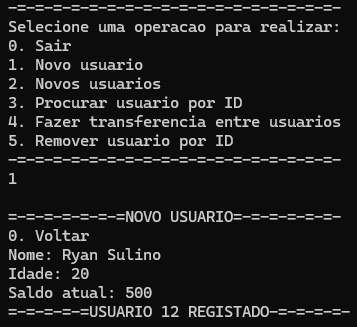 -=-=-=-=-=-=-=-=-=-=-=-=-=-=-=-=-=-=-
Selecione uma operacao para realizar:
0. Sair
1. Novo usuario
2. Novos usuarios
3. Procurar usuario por ID
4. Fazer transferencia entre usuarios
5. Remover usuario por ID
-=-=-=-=-=-=-=-=-=-=-=-=-=-=-=-=-=-=-
1
=-=-=-=-=-=-=NOVO USUARIO=-=-=-=-=-=-
0. Voltar
Nome: Ryan Sulino
Idade: 20
Saldo atual: 500
=-=-=-=-=USUARIO 12 REGISTADO-=-=-=-=-